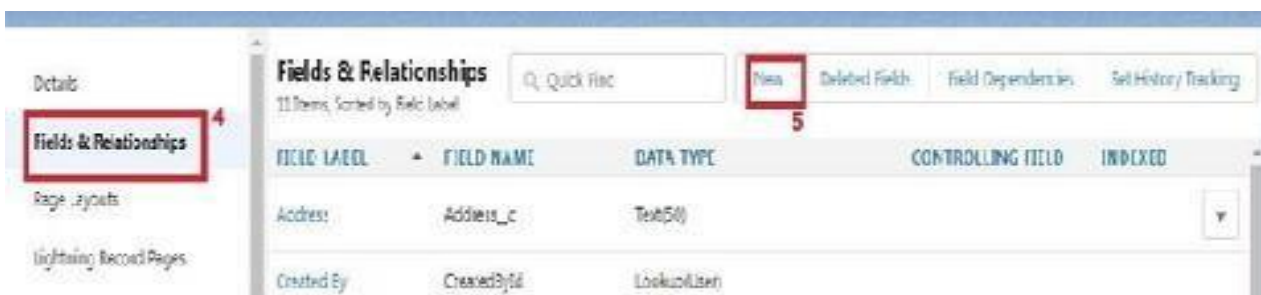 Details
Fields & Relationships
4
Page Layouts
Lightning Record Pages
Fields & Relationships
11 Items, Sorted by Field Label
Quick Find
New
Deleted Fields
Field Dependencies
Set History Tracking
5
FIELD LABEL
FIELD NAME
DATA TYPE
CONTROLLING FIELD
INDEXED
Address
Address__c
Text(50)
Created By
CreatedById
Lookup(User)